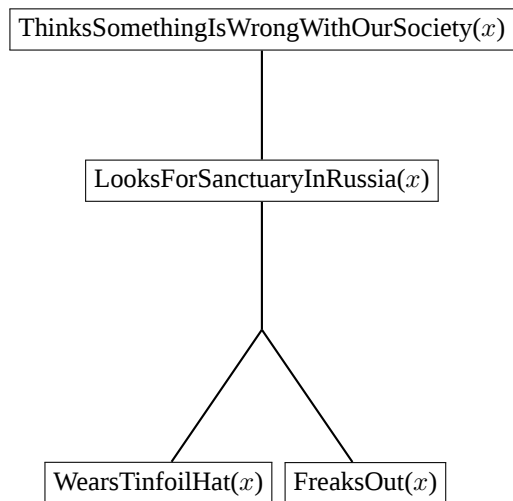 ThinksSomethingIsWrongWithOurSociety(x)
LooksForSanctuaryInRussia(x)
WearsTinfoilHat(x) FreaksOut(x)